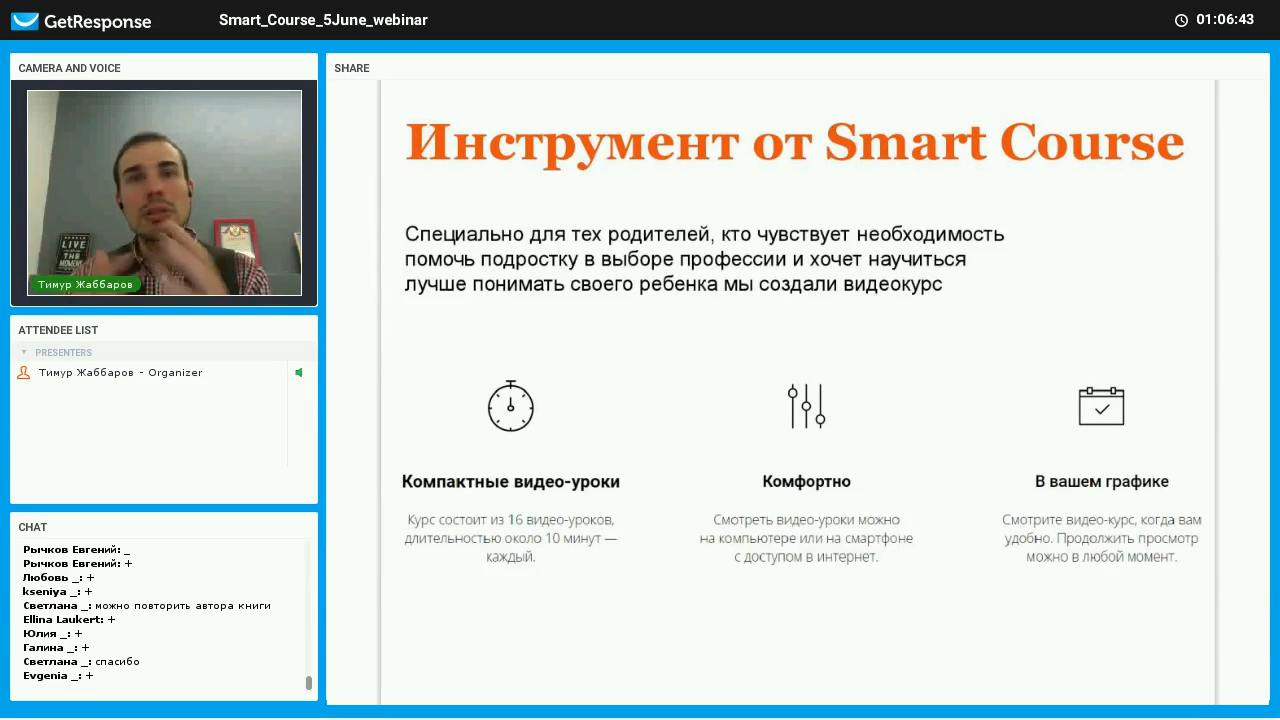 GetResponse
Smart_Course_5June_webinar
01:06:43
CAMERA AND VOICE
LIVE
THE
MOMENT
Тимур Жаббаров
ATTENDEE LIST
PRESENTERS
Тимур Жаббаров - Organizer
CHAT
Рычков Евгений: _
Рычков Евгений: +
Любовь _: +
kseniya _: +
Светлана _: можно повторить автора книги
Ellina Laukert: +
Юлия _: +
Галина _: +
Светлана _: спасибо
Evgenia _: +
SHARE
Инструмент от Smart Course
Специально для тех родителей, кто чувствует необходимость
помочь подростку в выборе профессии и хочет научиться
лучше понимать своего ребенка мы создали видеокурс
Компактные видео-уроки
Курс состоит из 16 видео-уроков,
длительностью около 10 минут —
каждый.
Комфортно
Смотреть видео-уроки можно
на компьютере или на смартфоне
с доступом в интернет.
В вашем графике
Смотрите видео-курс, когда вам
удобно. Продолжить просмотр
можно в любой момент.